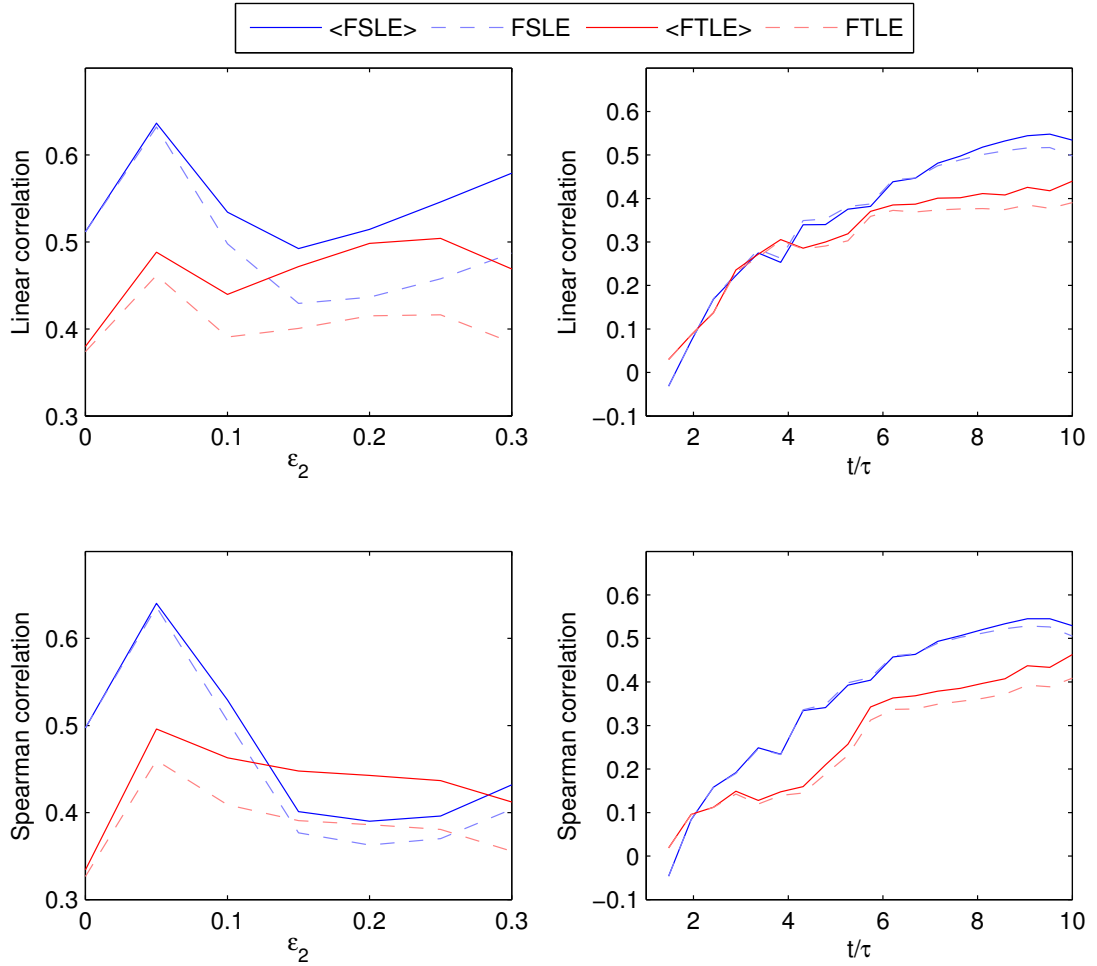 <FSLE> FSLE <FTLE> FTLE
Linear correlation
0.6
0.5
0.4
0.3
0 0.1 0.2 0.3
ε2
Linear correlation
0.6
0.5
0.4
0.3
0.2
0.1
0
−0.1
2 4 6 8 10
t/τ
Spearman correlation
0.6
0.5
0.4
0.3
0 0.1 0.2 0.3
ε2
Spearman correlation
0.6
0.5
0.4
0.3
0.2
0.1
0
−0.1
2 4 6 8 10
t/τ